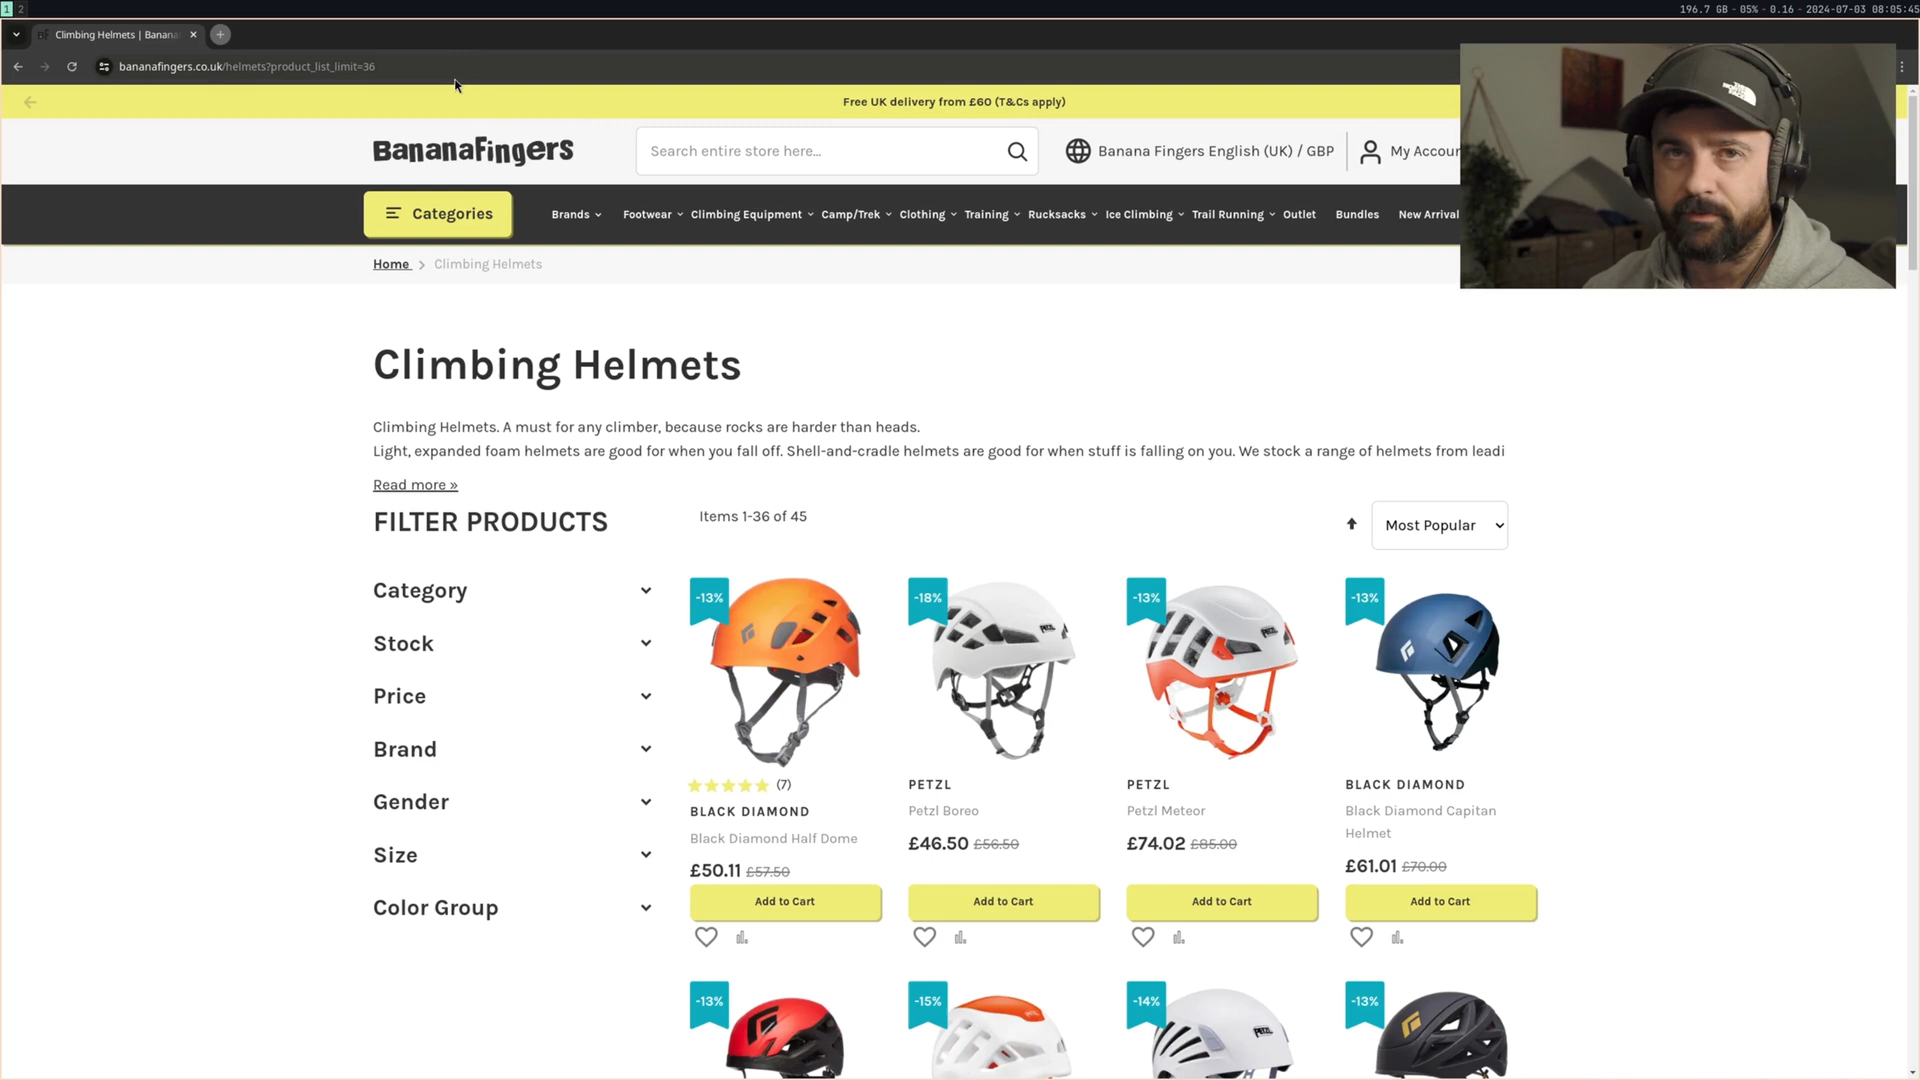 1 2
196.7 GB - 05% - 0.16 - 2024-07-03 08:05:45
Climbing Helmets | Banana
bananafingers.co.uk/helmets?product_list_limit=36
Free UK delivery from £60 (T&Cs apply)
BananaFingers
Search entire store here...
Banana Fingers English (UK) / GBP
My Accour
Categories
Brands
Footwear
Climbing Equipment
Camp/Trek
Clothing
Training
Rucksacks
Ice Climbing
Trail Running
Outlet
Bundles
New Arrival
Home > Climbing Helmets
Climbing Helmets
Climbing Helmets. A must for any climber, because rocks are harder than heads.
Light, expanded foam helmets are good for when you fall off. Shell-and-cradle helmets are good for when stuff is falling on you. We stock a range of helmets from leadi
Read more »
FILTER PRODUCTS
Items 1-36 of 45
Most Popular
Category
Stock
Price
Brand
Gender
Size
Color Group
-13%
(7)
BLACK DIAMOND
Black Diamond Half Dome
£50.11 £57.50
Add to Cart
-18%
PETZL
PETZL
Petzl Boreo
£46.50 £56.50
Add to Cart
-13%
PETZL
PETZL
Petzl Meteor
£74.02 £85.00
Add to Cart
-13%
BLACK DIAMOND
Black Diamond Capitan
Helmet
£61.01 £70.00
Add to Cart
-13%
-15%
-14%
PETZL
-13%